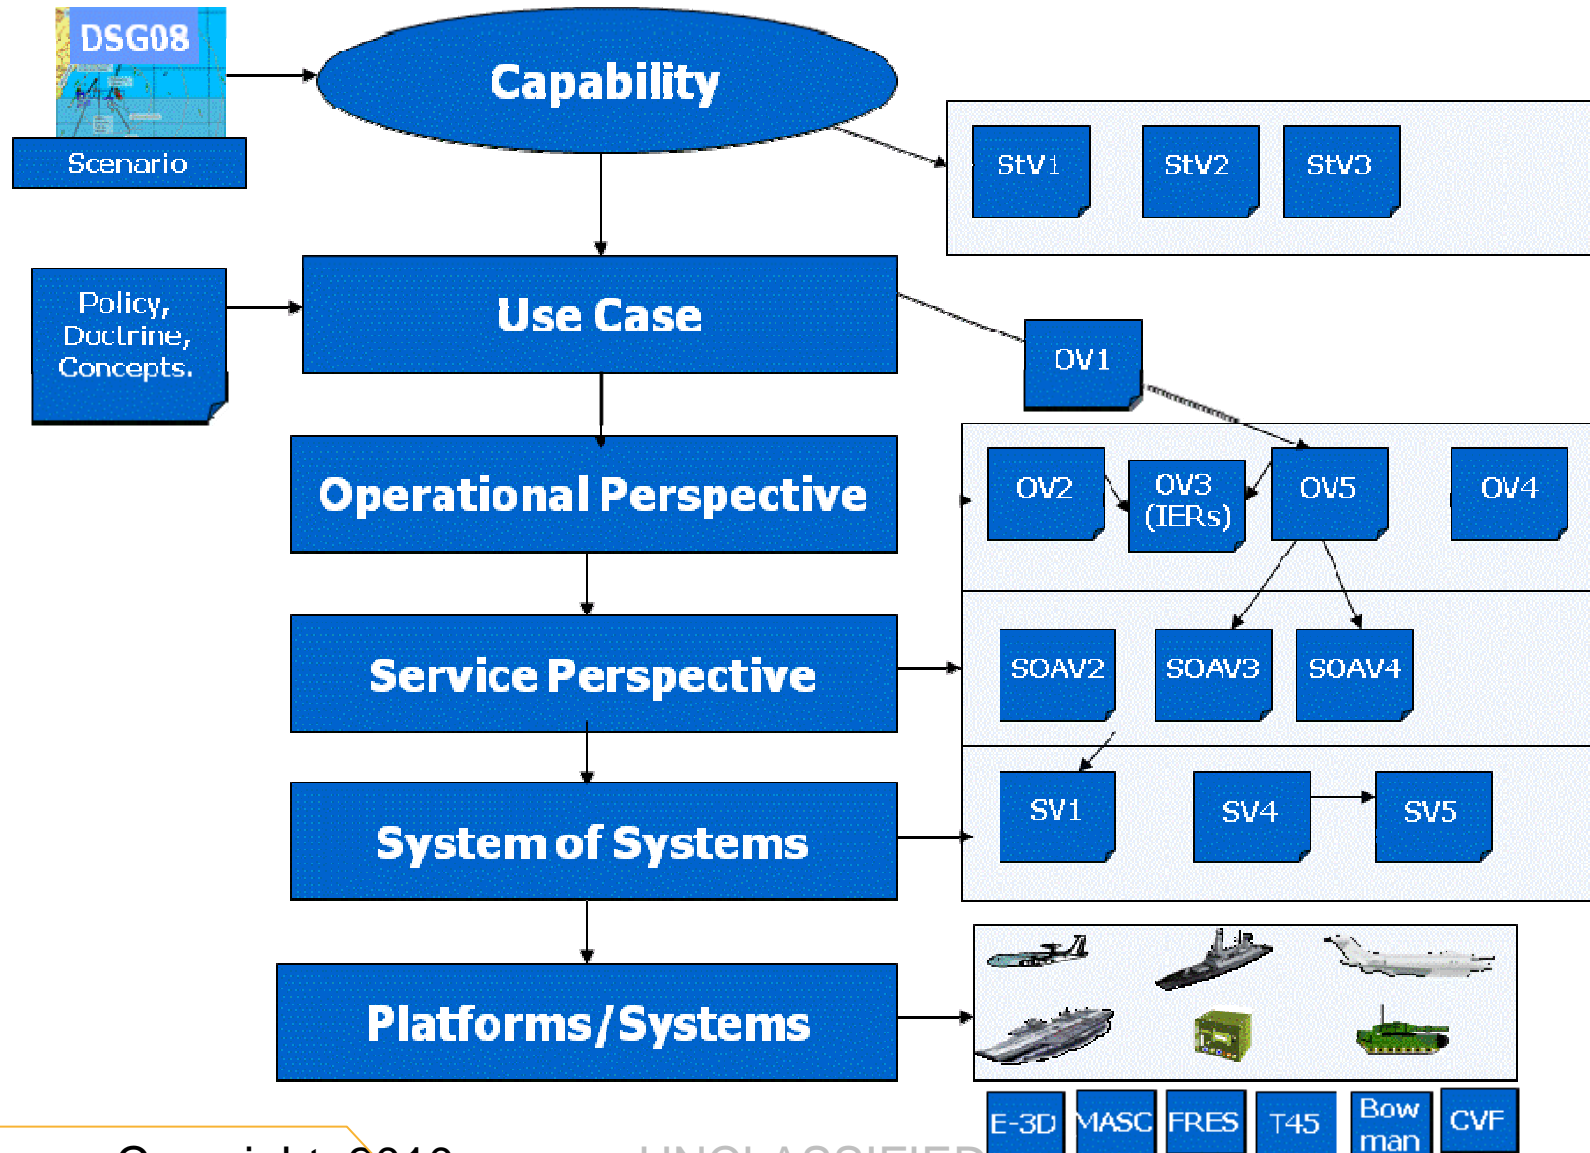 DSG08
Scenario
Capability
StV1
StV2
StV3
Policy,
Doctrine,
Concepts.
Use Case
OV1
Operational Perspective
OV2
OV3
(IERs)
OV5
OV4
Service Perspective
SOAV2
SOAV3
SOAV4
System of Systems
SV1
SV4
SV5
Platforms/Systems
E-3D
MASC
FRES
T45
Bow
man
CVF
UNCLASSIFIED